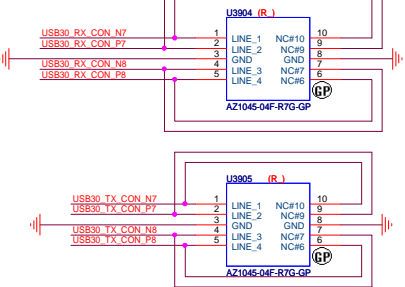 U3904 (R_)
USB30_RX_CON_N7 1 LINE_1 NC#10 10
USB30_RX_CON_P7 2 LINE_2 NC#9 9
3 GND GND 8
USB30_RX_CON_N8 4 LINE_3 NC#7 7
USB30_RX_CON_P8 5 LINE_4 NC#6 6
GP
AZ1045-04F-R7G-GP
U3905 (R_)
USB30_TX_CON_N7 1 LINE_1 NC#10 10
USB30_TX_CON_P7 2 LINE_2 NC#9 9
3 GND GND 8
USB30_TX_CON_N8 4 LINE_3 NC#7 7
USB30_TX_CON_P8 5 LINE_4 NC#6 6
GP
AZ1045-04F-R7G-GP